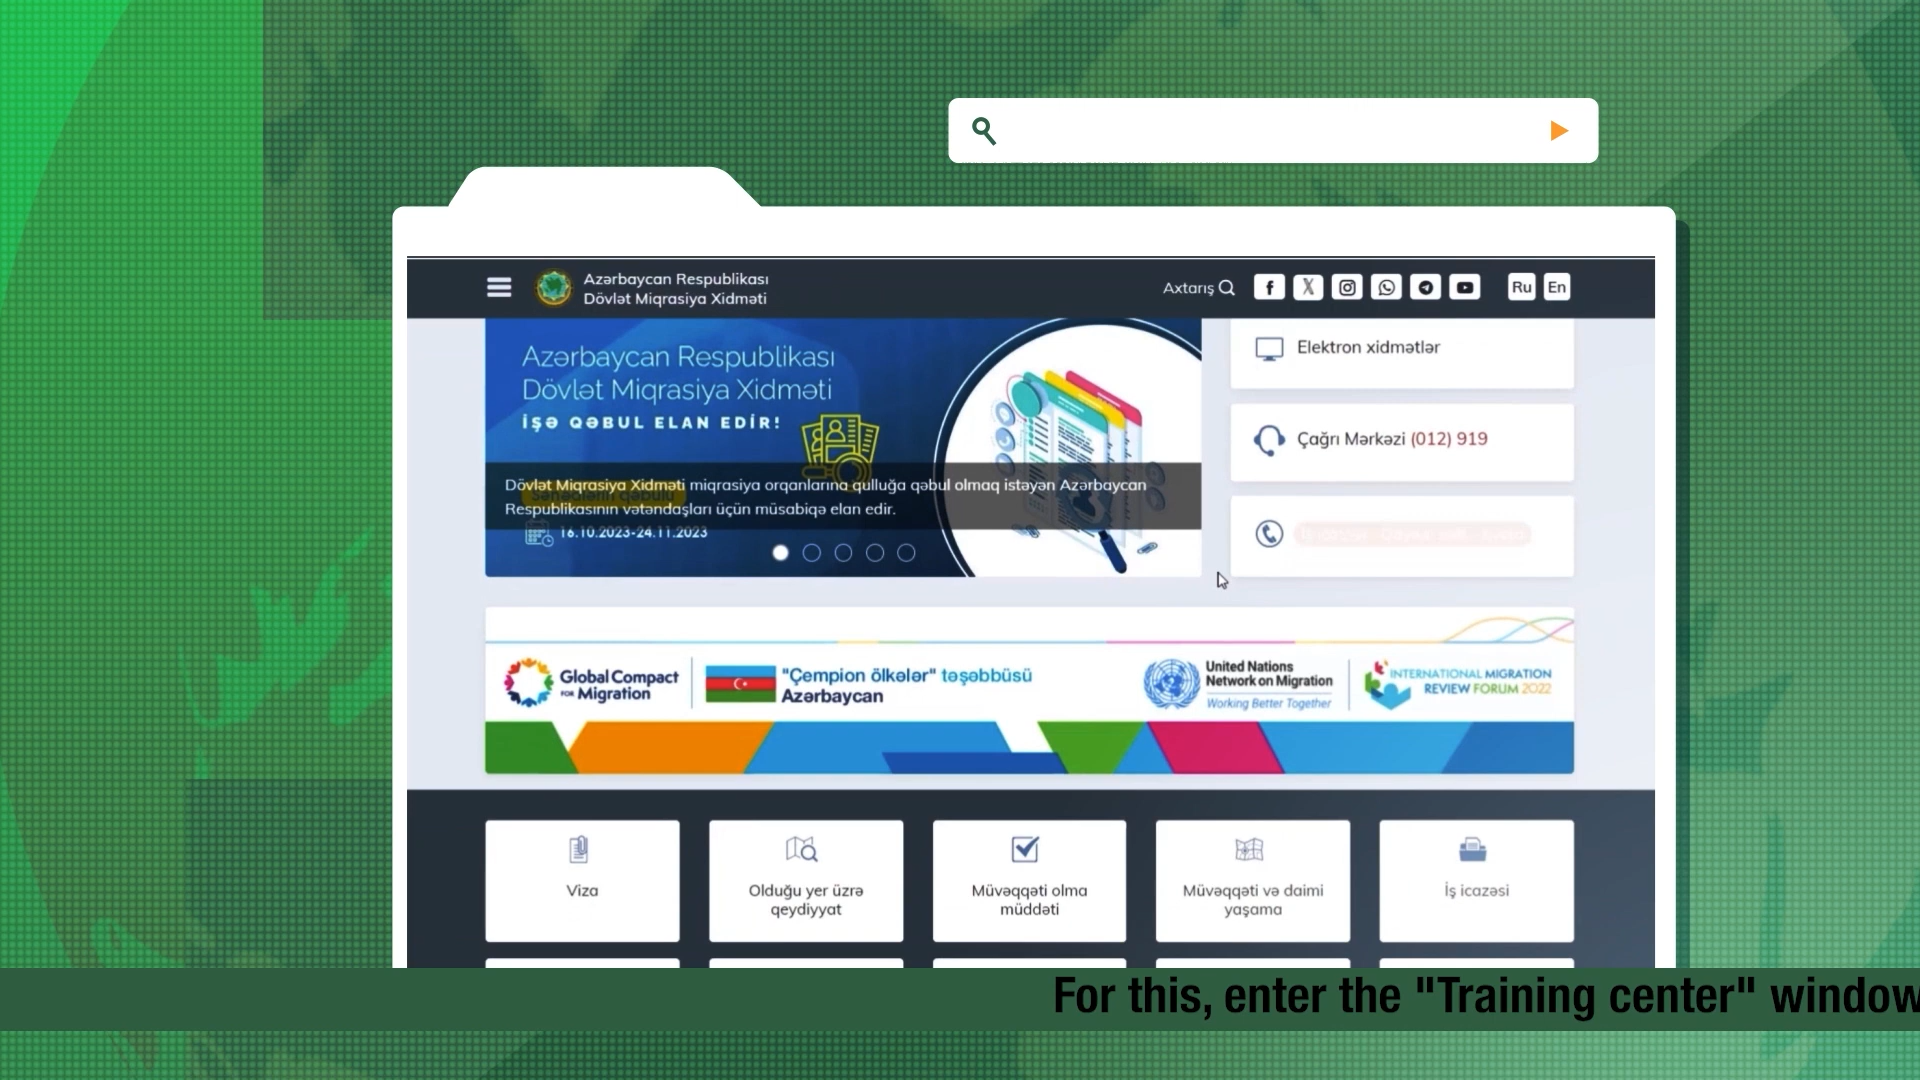 Azərbaycan Respublikası
Dövlət Miqrasiya Xidməti
Axtarış
Ru
En
Azərbaycan Respublikası
Dövlət Miqrasiya Xidməti
İŞƏ QƏBUL ELAN EDİR!
Dövlət Miqrasiya Xidməti miqrasiya orqanlarına qulluğa qəbul olmaq istəyən Azərbaycan
Respublikasının vətəndaşları üçün müsabiqə elan edir.
Sənədlərin qəbulu
16.10.2023-24.11.2023
Elektron xidmətlər
Çağrı Mərkəzi (012) 919
Global Compact
FOR Migration
"Çempion ölkələr" təşəbbüsü
Azərbaycan
United Nations
Network on Migration
Working Better Together
INTERNATIONAL MIGRATION
REVIEW FORUM 2022
Viza
Olduğu yer üzrə
qeydiyyat
Müvəqqəti olma
müddəti
Müvəqqəti və daimi
yaşama
İş icazəsi
For this, enter the "Training center" window